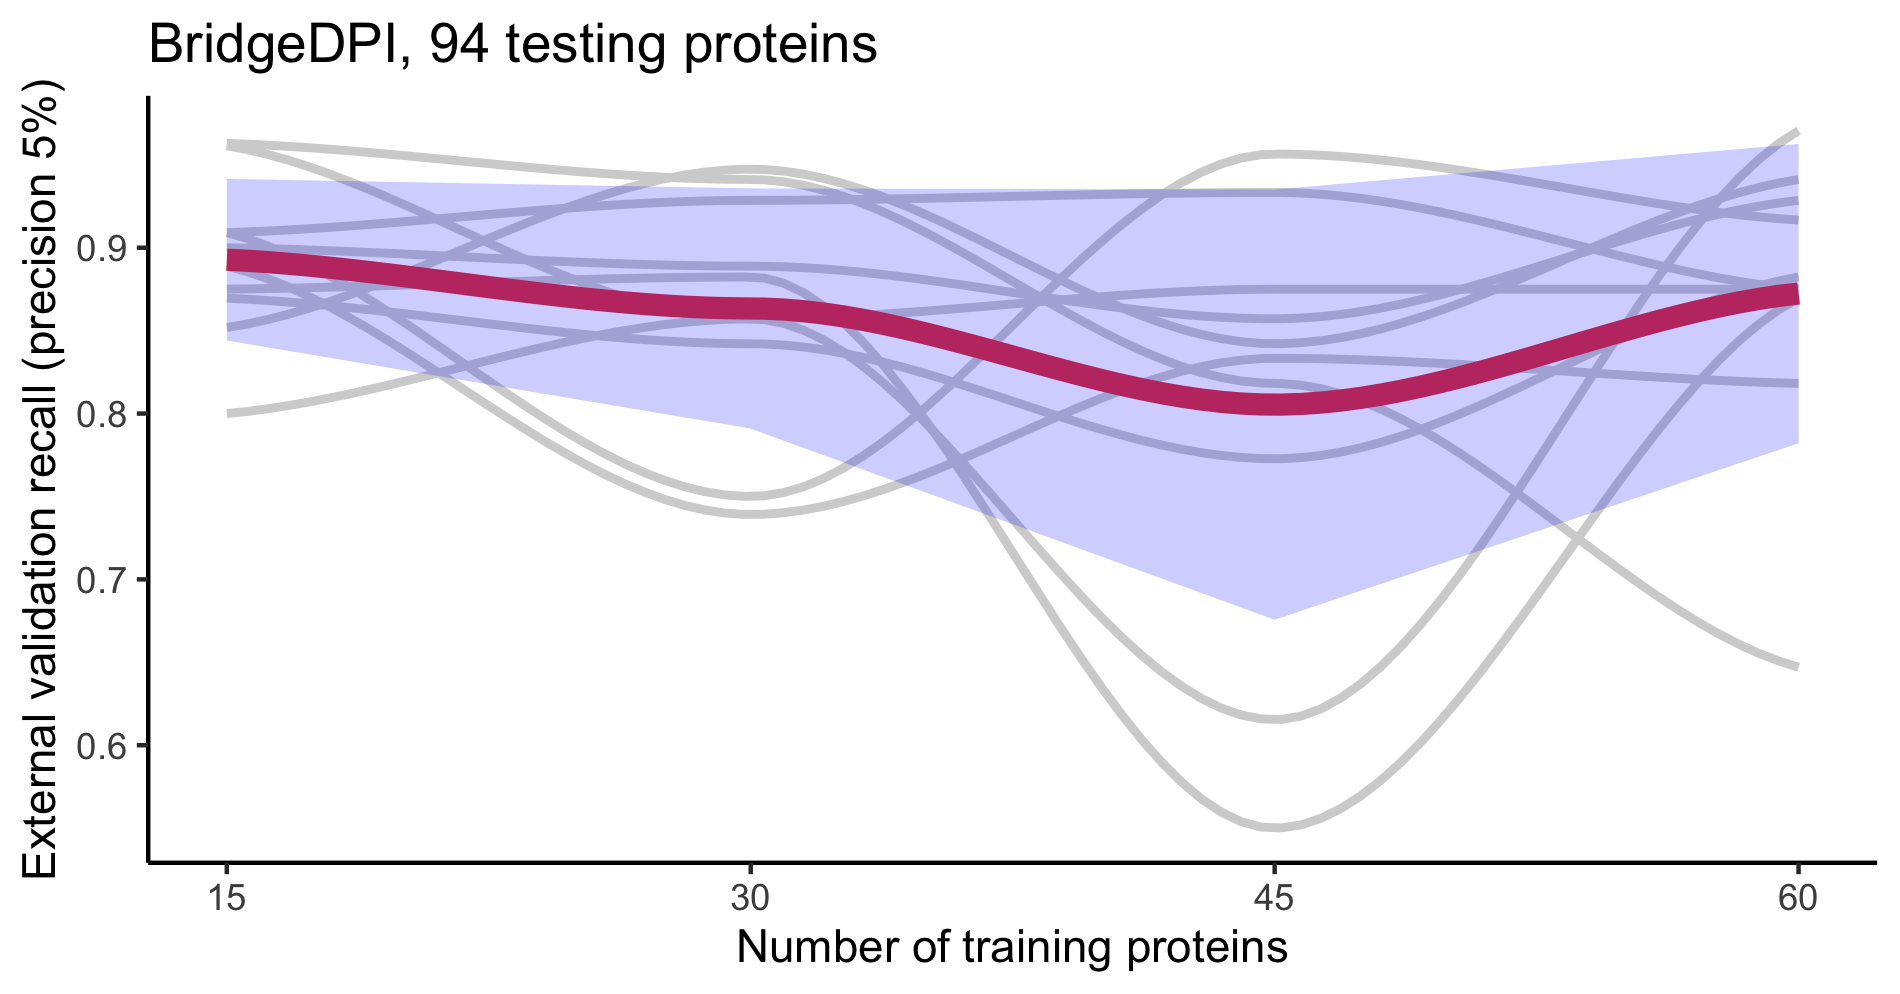 BridgeDPI, 94 testing proteins
External validation recall (precision 5%)
0.9
0.8
0.7
0.6
15 30 45 60
Number of training proteins